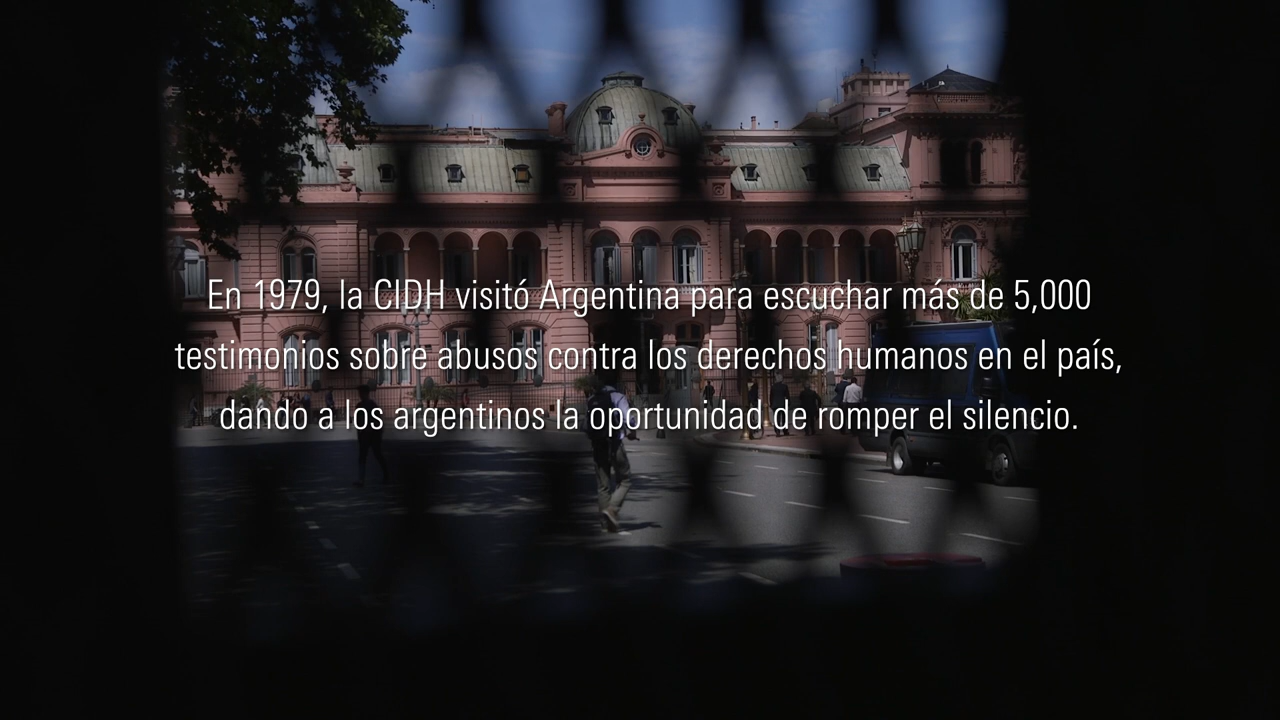 En 1979, la CIDH visitó Argentina para escuchar más de 5,000
testimonios sobre abusos contra los derechos humanos en el país,
dando a los argentinos la oportunidad de romper el silencio.